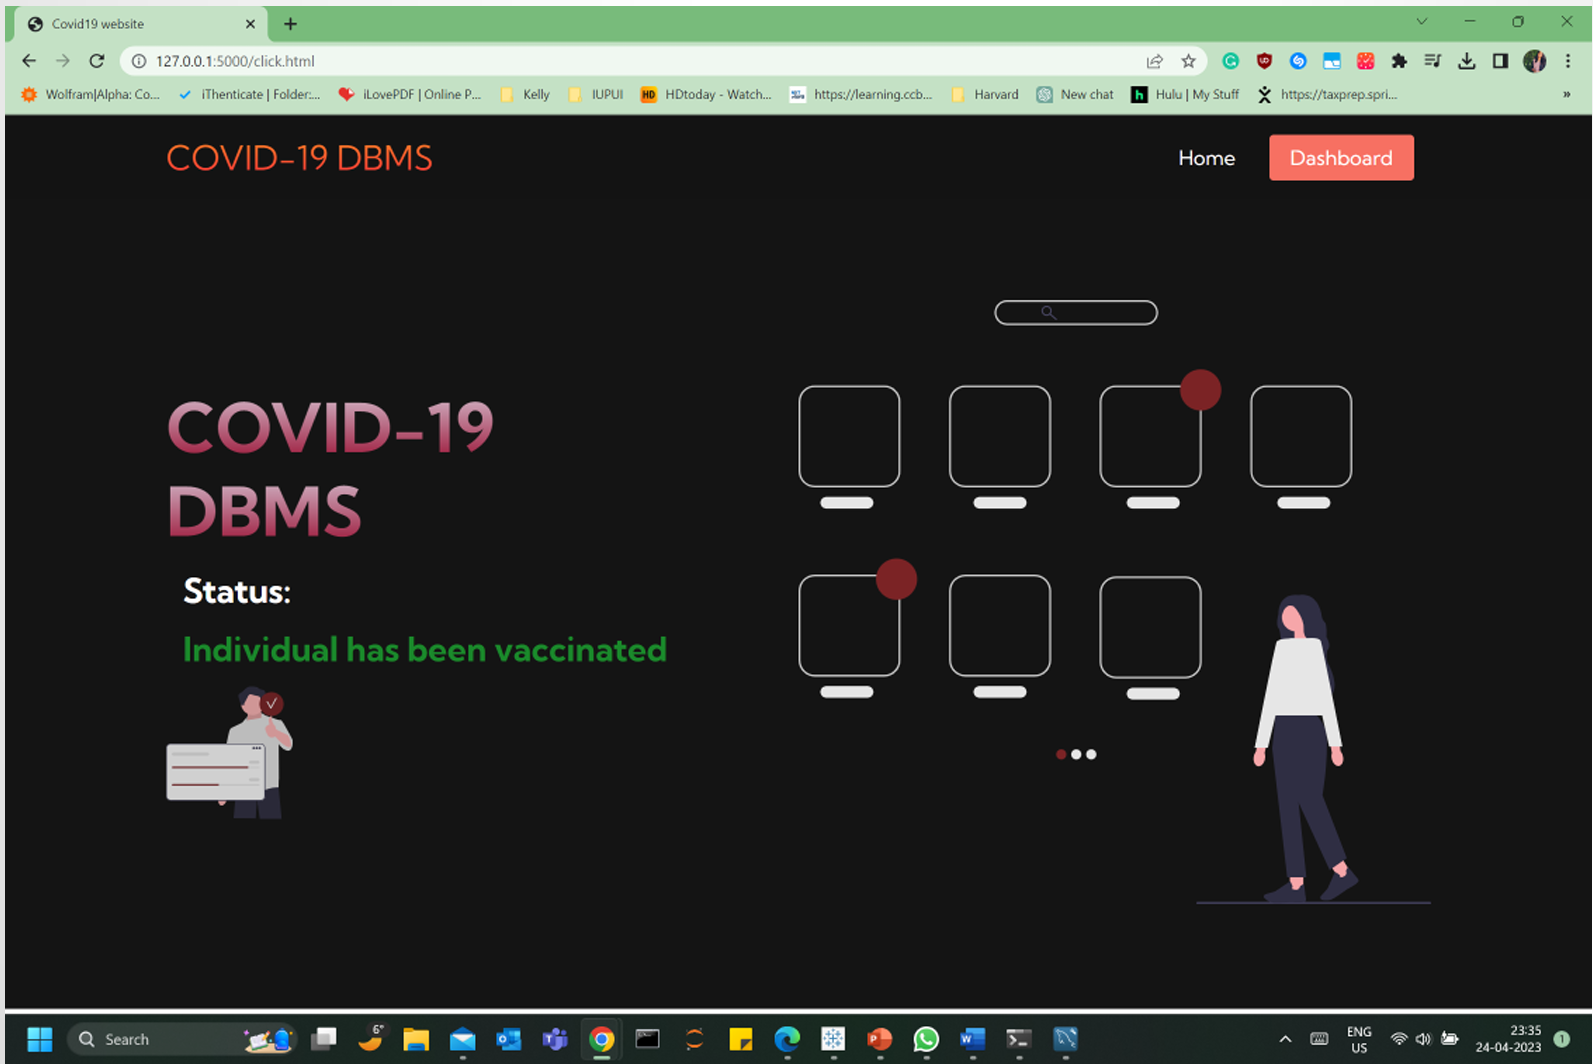 Covid19 website
127.0.0.1:5000/click.html
Wolfram|Alpha: Co... iThenticate | Folder:... iLovePDF | Online P... Kelly IUPUI HD HDtoday - Watch... https://learning.ccb... Harvard New chat h Hulu | My Stuff https://taxprep.spri... »
COVID-19 DBMS Home Dashboard
COVID-19
DBMS
Status:
Individual has been vaccinated
Search 6° ENG US 23:35 24-04-2023 1